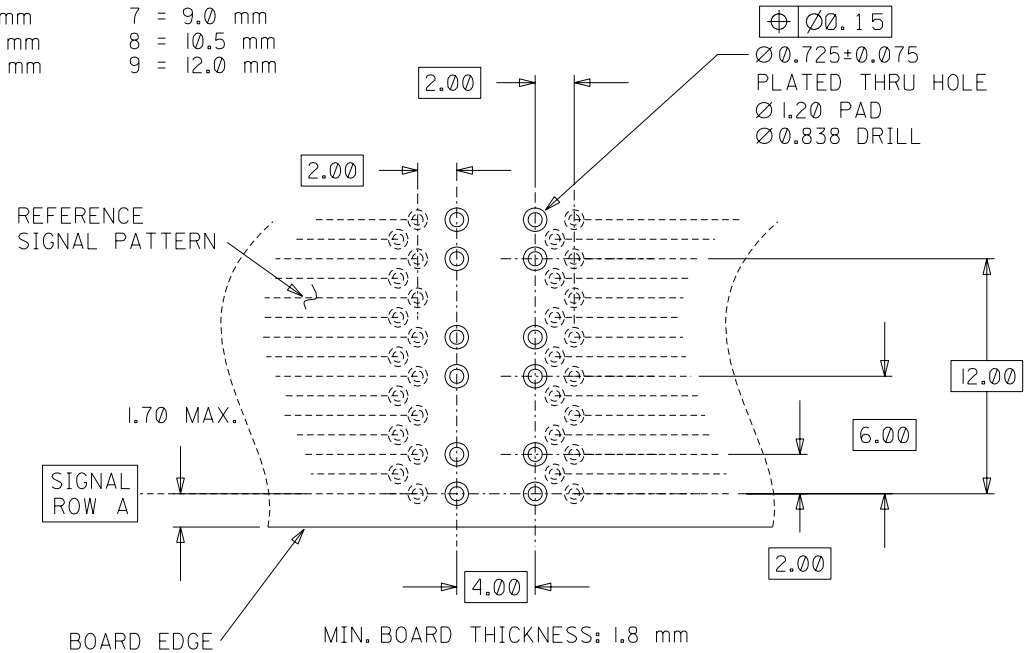 mm 7 = 9.0 mm
mm 8 = 10.5 mm
mm 9 = 12.0 mm
⌖ Ø0.15
Ø0.725±0.075
PLATED THRU HOLE
Ø1.20 PAD
Ø0.838 DRILL
2.00
2.00
REFERENCE
SIGNAL PATTERN
12.00
1.70 MAX.
6.00
SIGNAL
ROW A
2.00
4.00
BOARD EDGE
MIN. BOARD THICKNESS: 1.8 mm